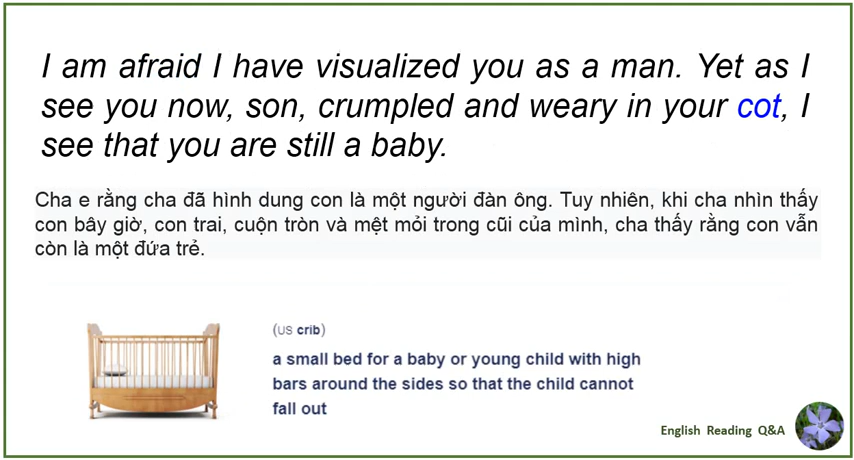 I am afraid I have visualized you as a man. Yet as I
see you now, son, crumpled and weary in your cot, I
see that you are still a baby.
Cha e rằng cha đã hình dung con là một người đàn ông. Tuy nhiên, khi cha nhìn thấy
con bây giờ, con trai, cuộn tròn và mệt mỏi trong cũi của mình, cha thấy rằng con vẫn
còn là một đứa trẻ.
(US crib)
a small bed for a baby or young child with high
bars around the sides so that the child cannot
fall out
English Reading Q&A